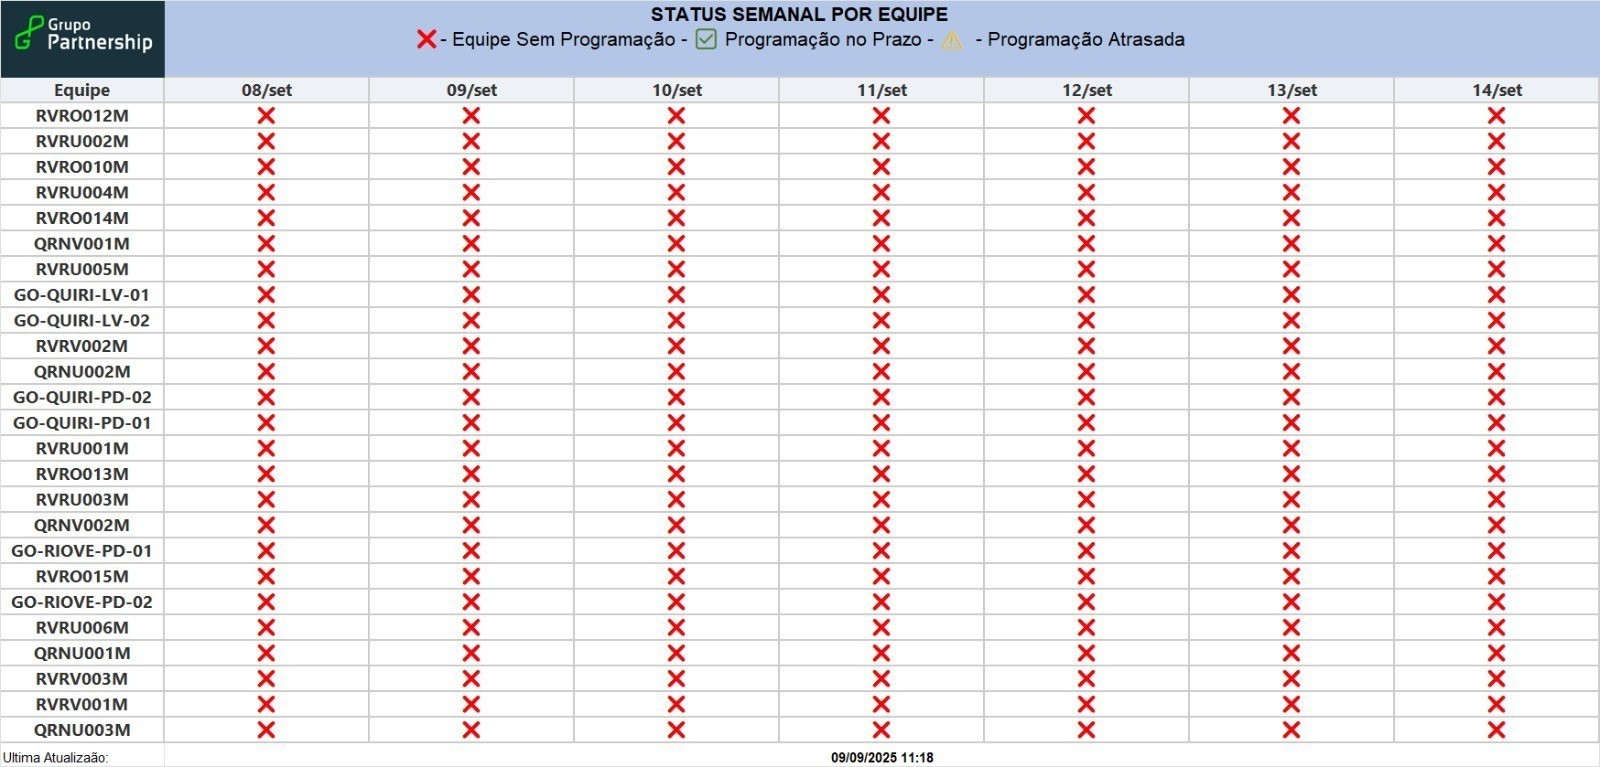 Grupo
Partnership
STATUS SEMANAL POR EQUIPE
❌ - Equipe Sem Programação - ✅ Programação no Prazo - ⚠ - Programação Atrasada
Equipe 08/set 09/set 10/set 11/set 12/set 13/set 14/set
RVRO012M ❌ ❌ ❌ ❌ ❌ ❌ ❌
RVRU002M ❌ ❌ ❌ ❌ ❌ ❌ ❌
RVRO010M ❌ ❌ ❌ ❌ ❌ ❌ ❌
RVRU004M ❌ ❌ ❌ ❌ ❌ ❌ ❌
RVRO014M ❌ ❌ ❌ ❌ ❌ ❌ ❌
QRNV001M ❌ ❌ ❌ ❌ ❌ ❌ ❌
RVRU005M ❌ ❌ ❌ ❌ ❌ ❌ ❌
GO-QUIRI-LV-01 ❌ ❌ ❌ ❌ ❌ ❌ ❌
GO-QUIRI-LV-02 ❌ ❌ ❌ ❌ ❌ ❌ ❌
RVRV002M ❌ ❌ ❌ ❌ ❌ ❌ ❌
QRNU002M ❌ ❌ ❌ ❌ ❌ ❌ ❌
GO-QUIRI-PD-02 ❌ ❌ ❌ ❌ ❌ ❌ ❌
GO-QUIRI-PD-01 ❌ ❌ ❌ ❌ ❌ ❌ ❌
RVRU001M ❌ ❌ ❌ ❌ ❌ ❌ ❌
RVRO013M ❌ ❌ ❌ ❌ ❌ ❌ ❌
RVRU003M ❌ ❌ ❌ ❌ ❌ ❌ ❌
QRNV002M ❌ ❌ ❌ ❌ ❌ ❌ ❌
GO-RIOVE-PD-01 ❌ ❌ ❌ ❌ ❌ ❌ ❌
RVRO015M ❌ ❌ ❌ ❌ ❌ ❌ ❌
GO-RIOVE-PD-02 ❌ ❌ ❌ ❌ ❌ ❌ ❌
RVRU006M ❌ ❌ ❌ ❌ ❌ ❌ ❌
QRNU001M ❌ ❌ ❌ ❌ ❌ ❌ ❌
RVRV003M ❌ ❌ ❌ ❌ ❌ ❌ ❌
RVRV001M ❌ ❌ ❌ ❌ ❌ ❌ ❌
QRNU003M ❌ ❌ ❌ ❌ ❌ ❌ ❌
Ultima Atualizaão: 09/09/2025 11:18